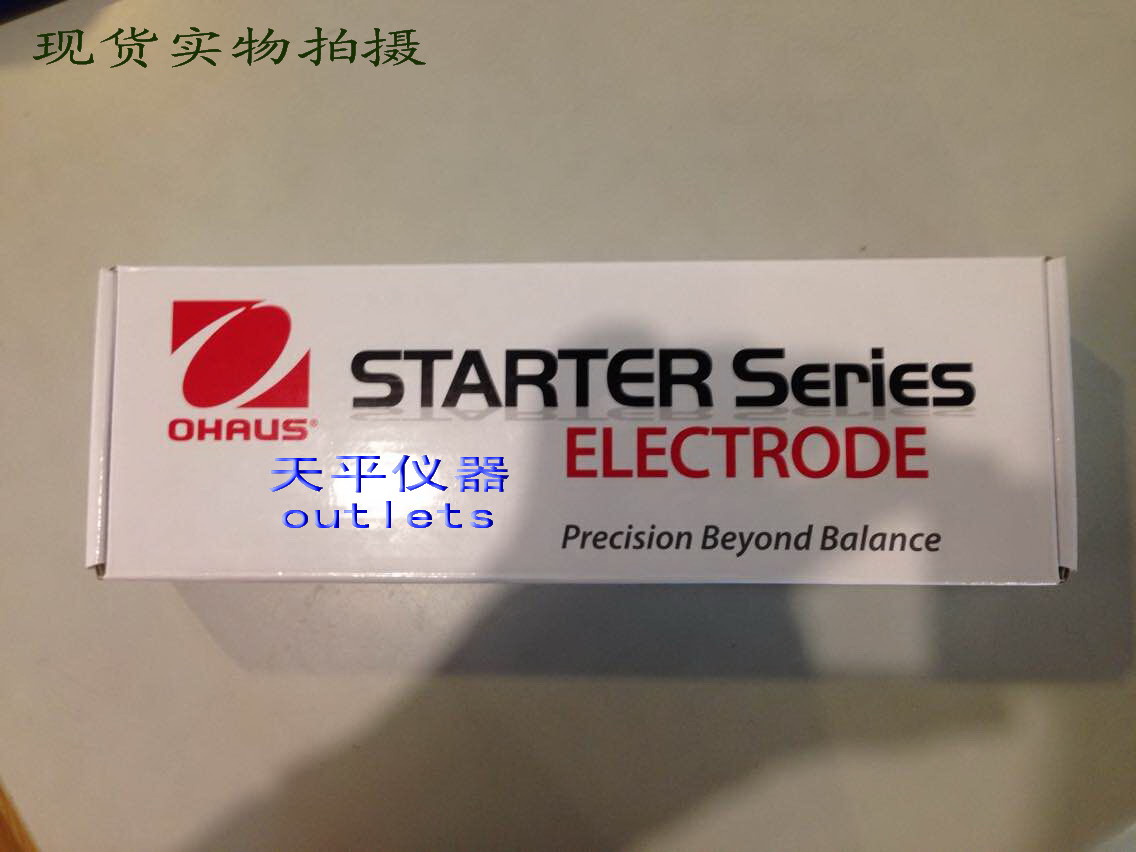 现货实物拍摄
STARTER Series
OHAUS®
ELECTRODE
天平仪器
outlets
Precision Beyond Balance